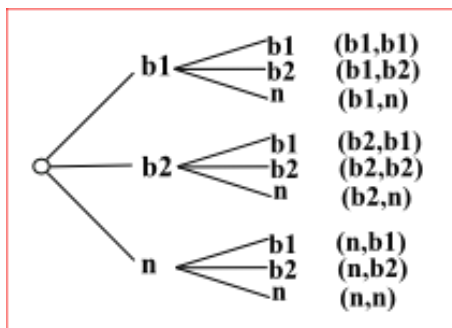 b1 (b1,b1)
b1 b2 (b1,b2)
n (b1,n)
b1 (b2,b1)
b2 b2 (b2,b2)
n (b2,n)
b1 (n,b1)
n b2 (n,b2)
n (n,n)